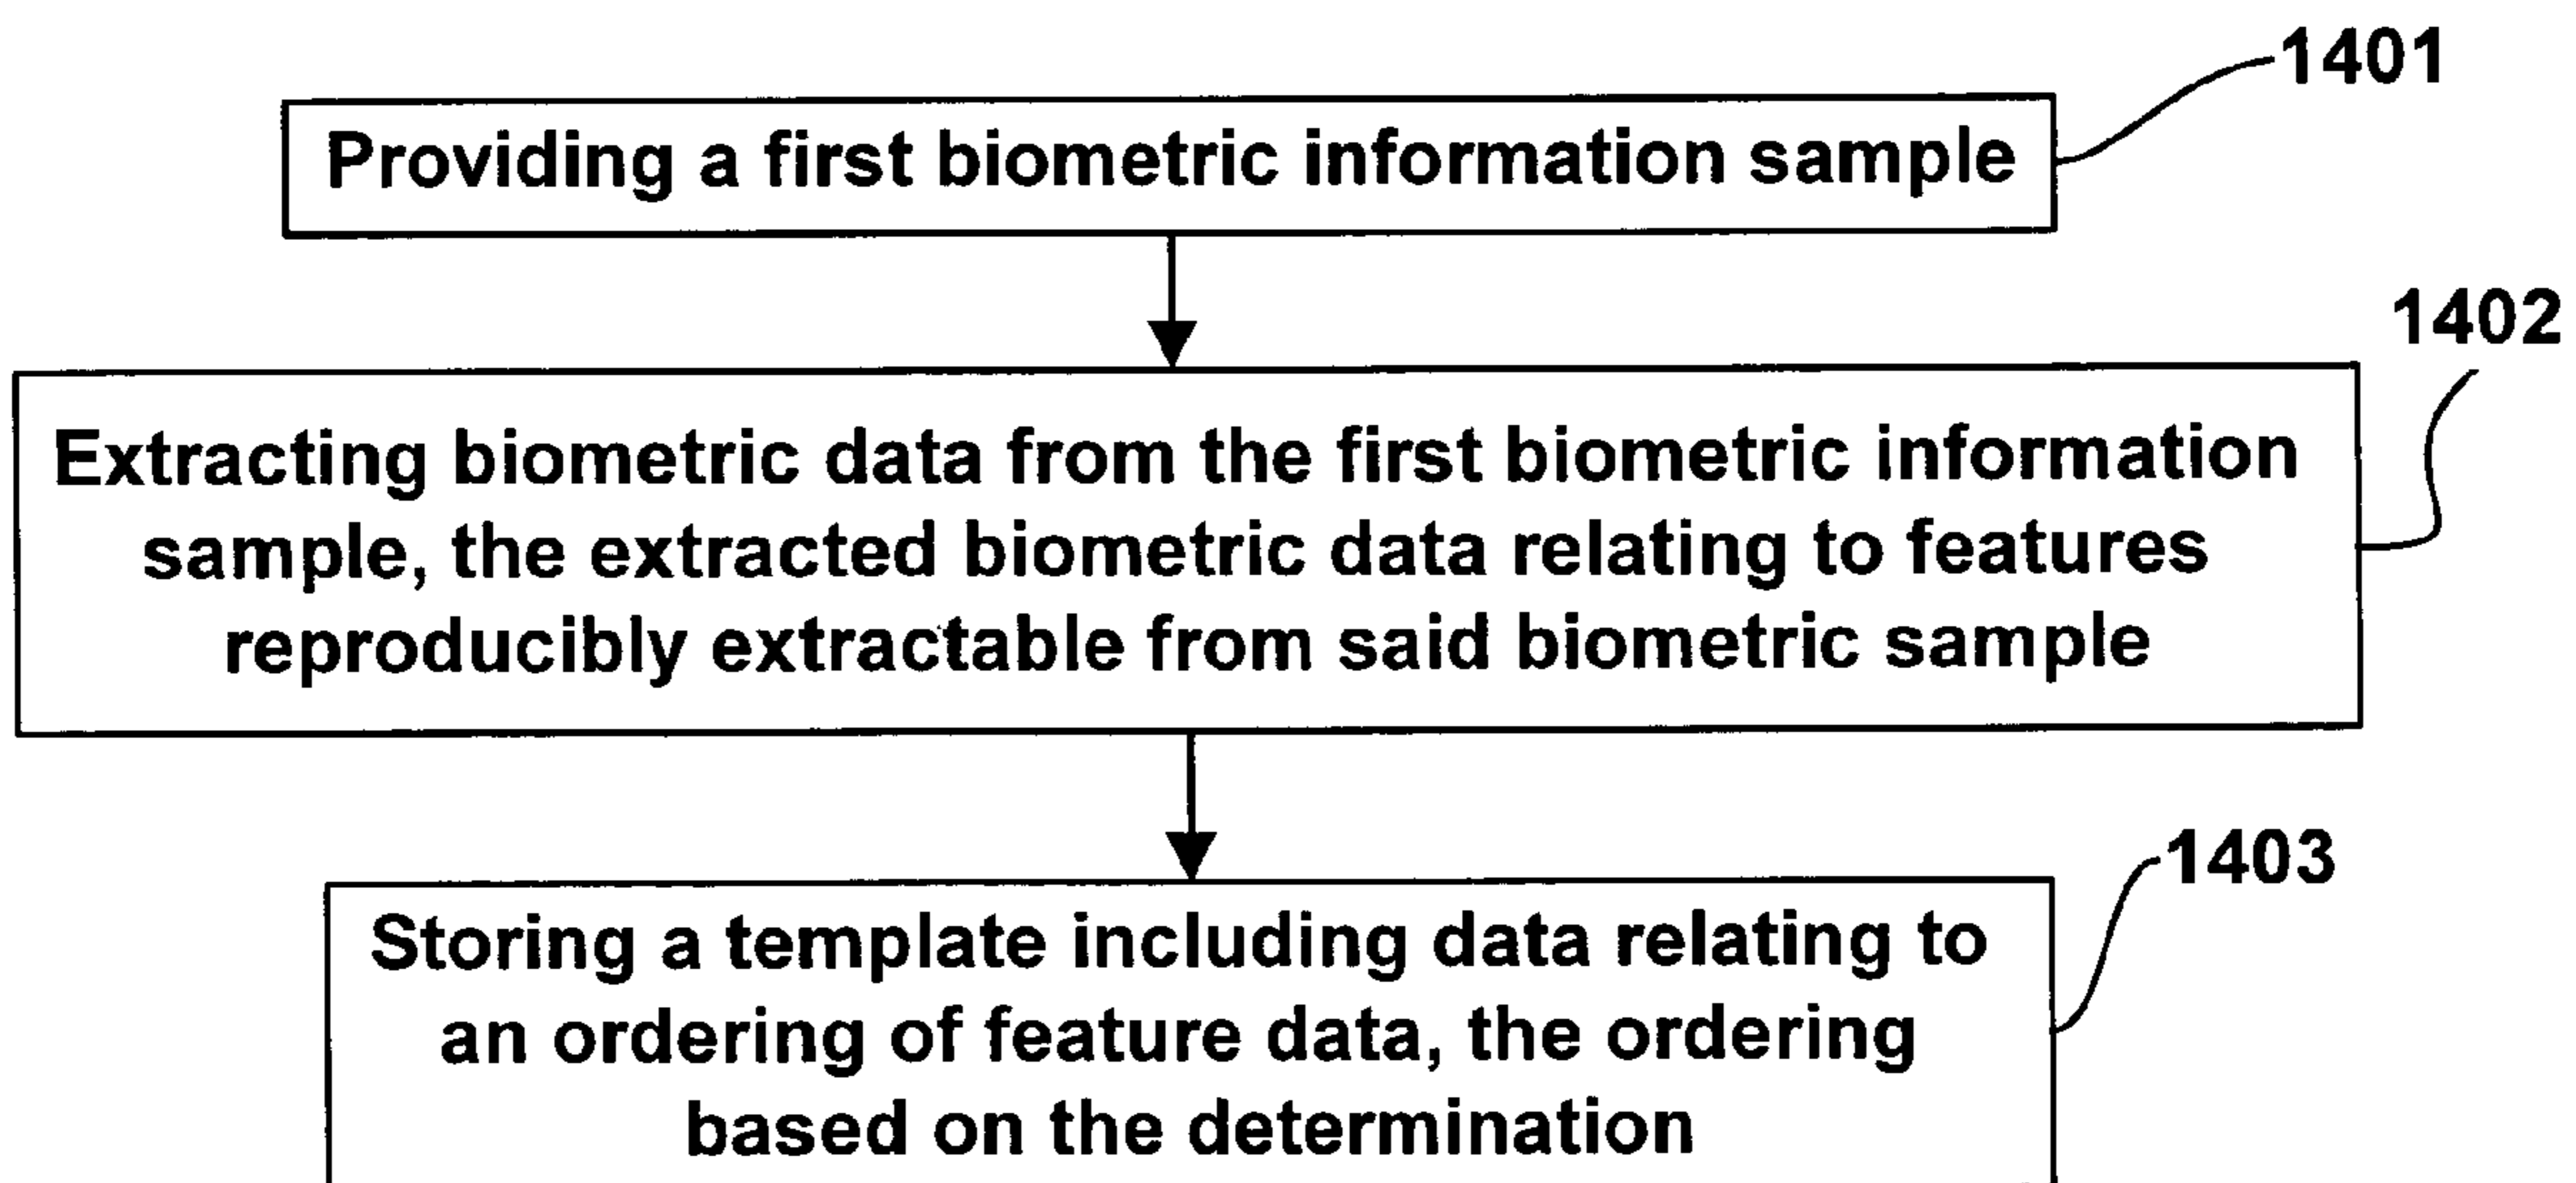 1401
Providing a first biometric information sample
1402
Extracting biometric data from the first biometric information
sample, the extracted biometric data relating to features
reproducibly extractable from said biometric sample
1403
Storing a template including data relating to
an ordering of feature data, the ordering
based on the determination